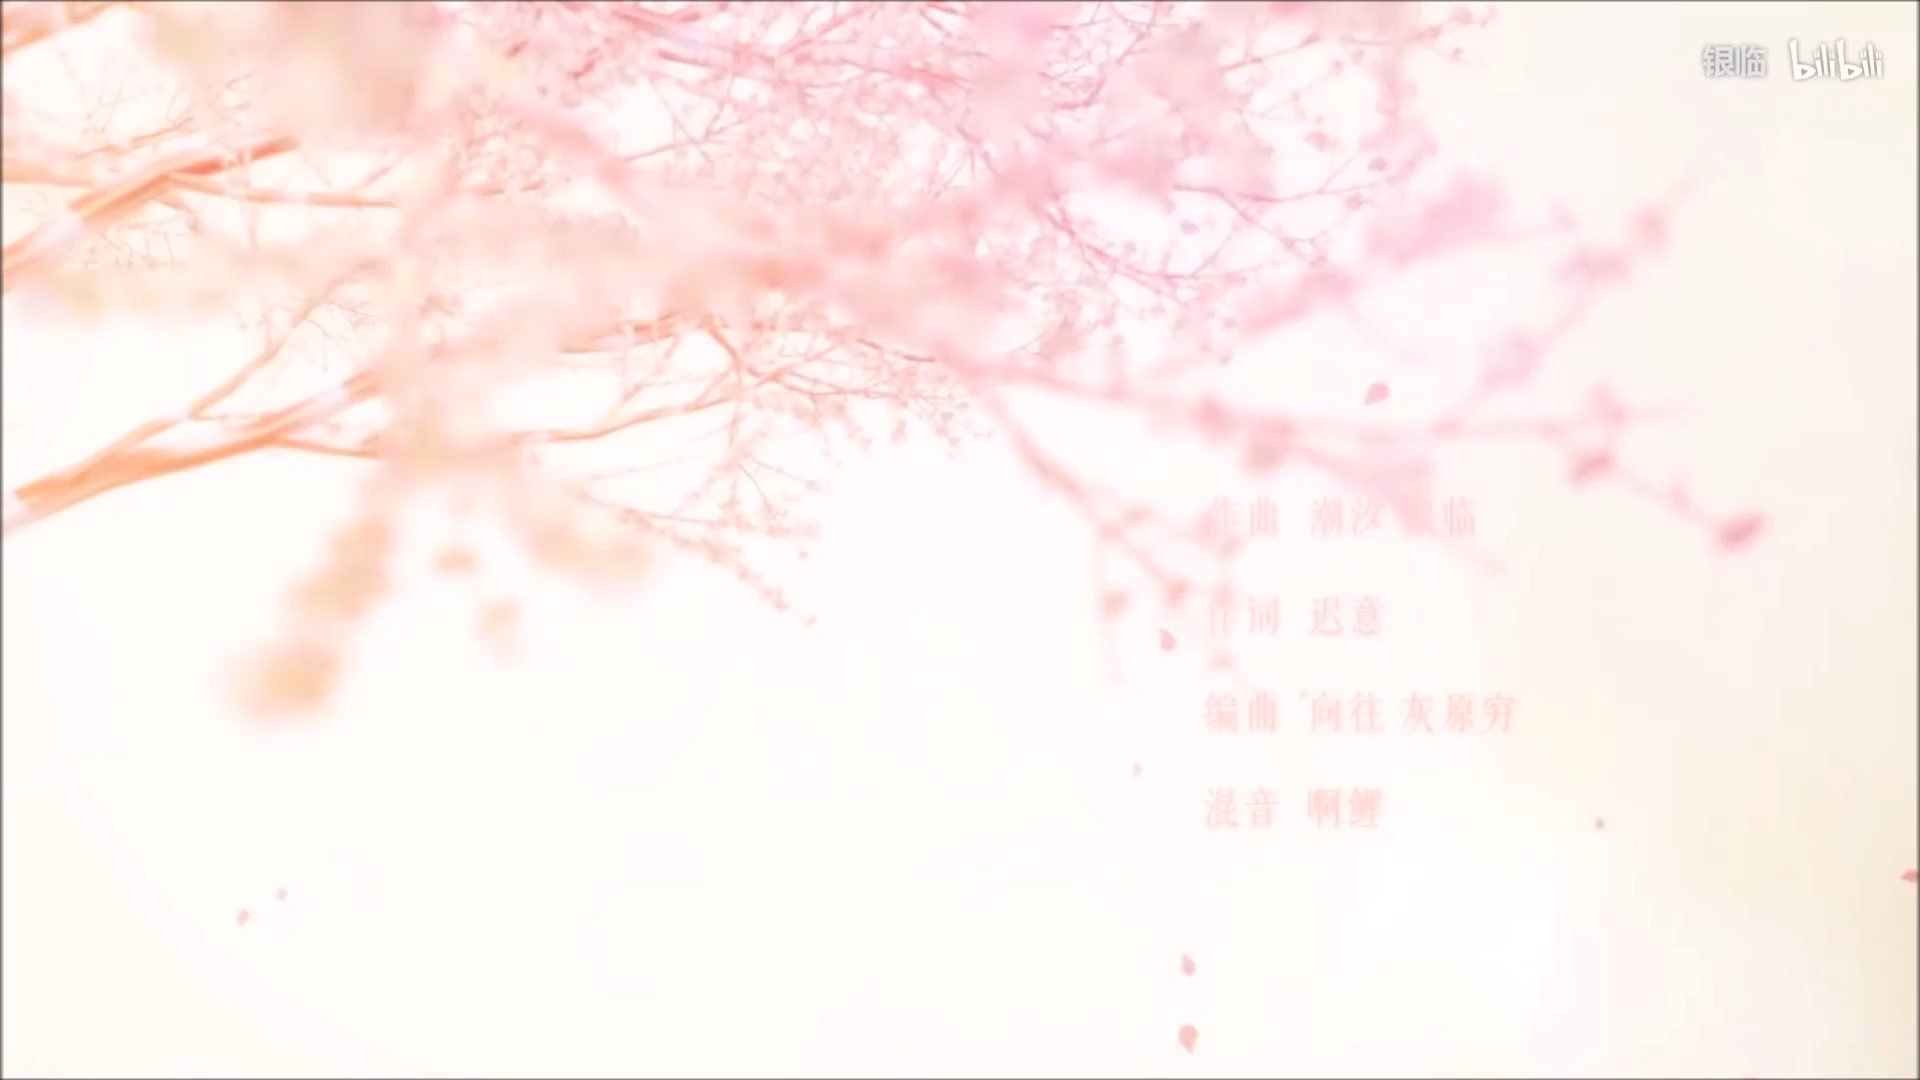 银临 bilibili
作曲 潮汐 临
作词 迟意
编曲 向往 灰原穷
混音 啊鲤